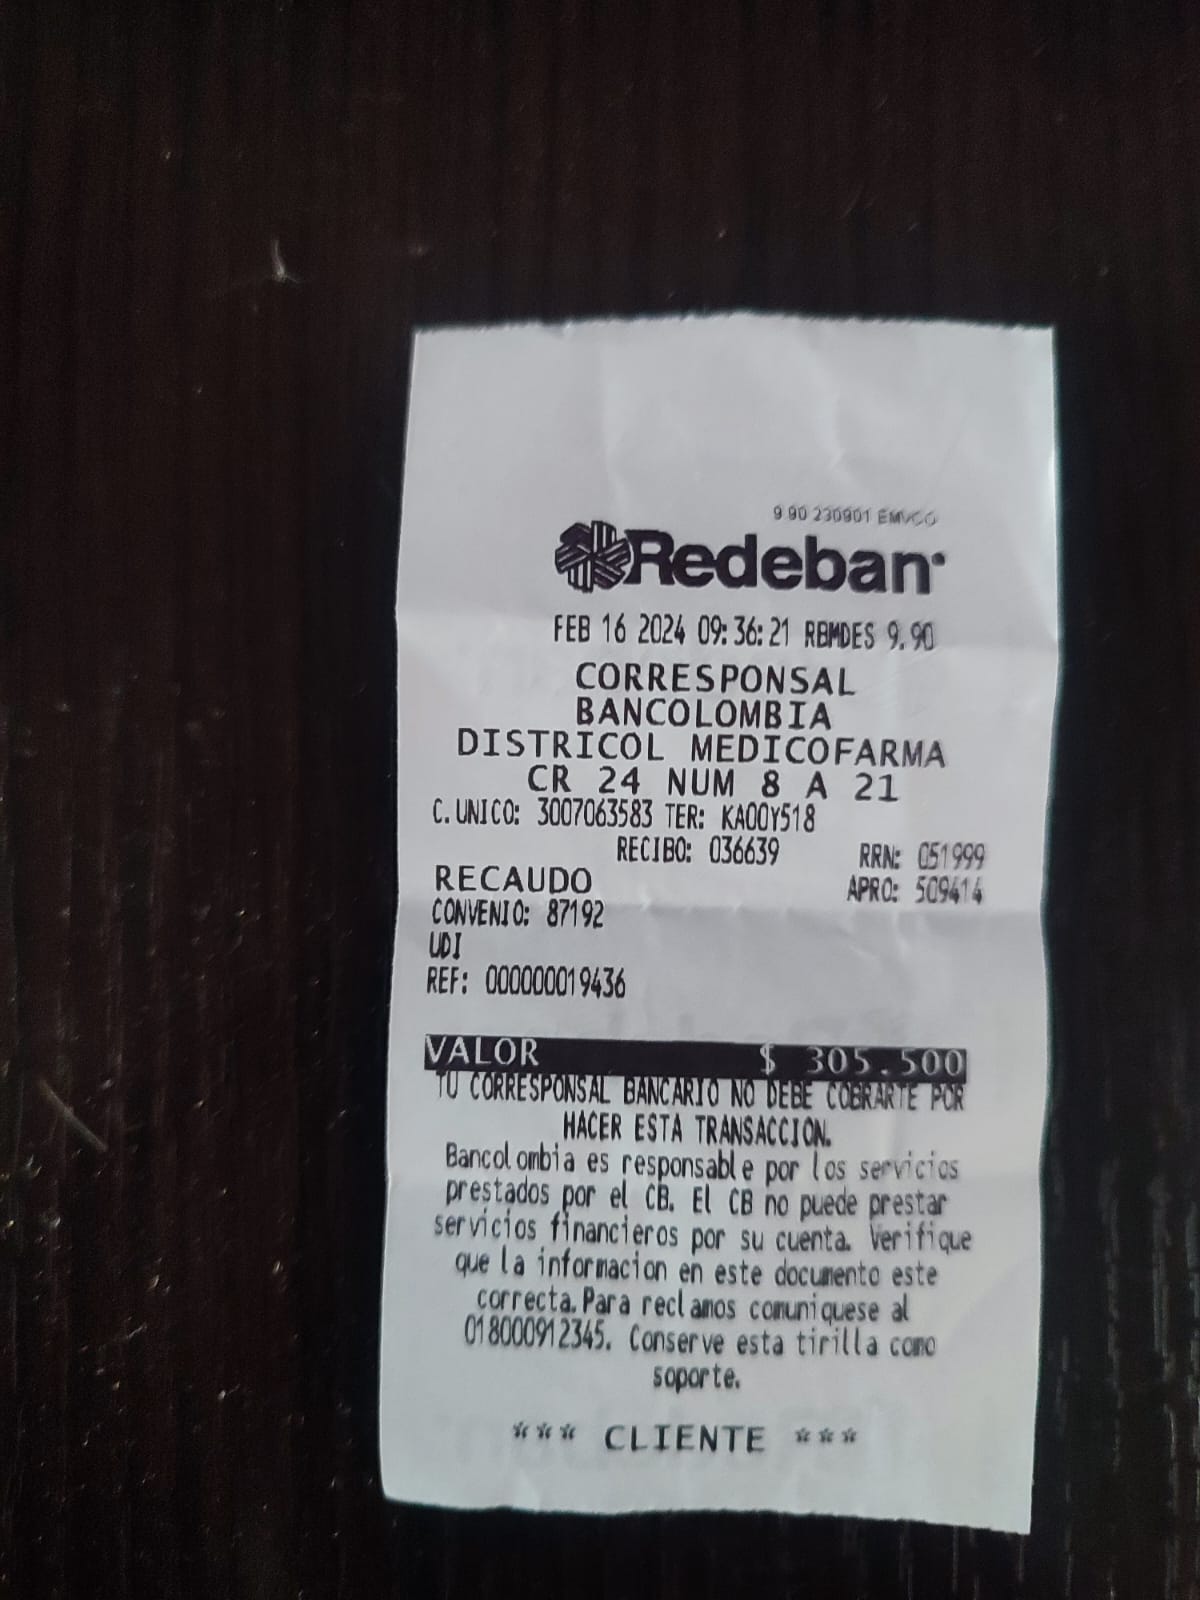 9 90 230901 EMVCO
Redeban
FEB 16 2024 09:36:21 RBMDES 9.90
CORRESPONSAL
BANCOLOMBIA
DISTRICOL MEDICOFARMA
CR 24 NUM 8 A 21
C. UNICO: 3007063583 TER: KA00Y518
RECIBO: 036639 RRN: 051999
RECAUDO APRO: 509414
CONVENIO: 87192
UDI
REF: 000000019436
VALOR $ 305.500
TU CORRESPONSAL BANCARIO NO DEBE COBRARTE POR
HACER ESTA TRANSACCION.
Bancolombia es responsable por los servicios
prestados por el CB. El CB no puede prestar
servicios financieros por su cuenta. Verifique
que la informacion en este documento este
correcta. Para reclamos comuniquese al
018000912345. Conserve esta tirilla como
soporte.
*** CLIENTE ***